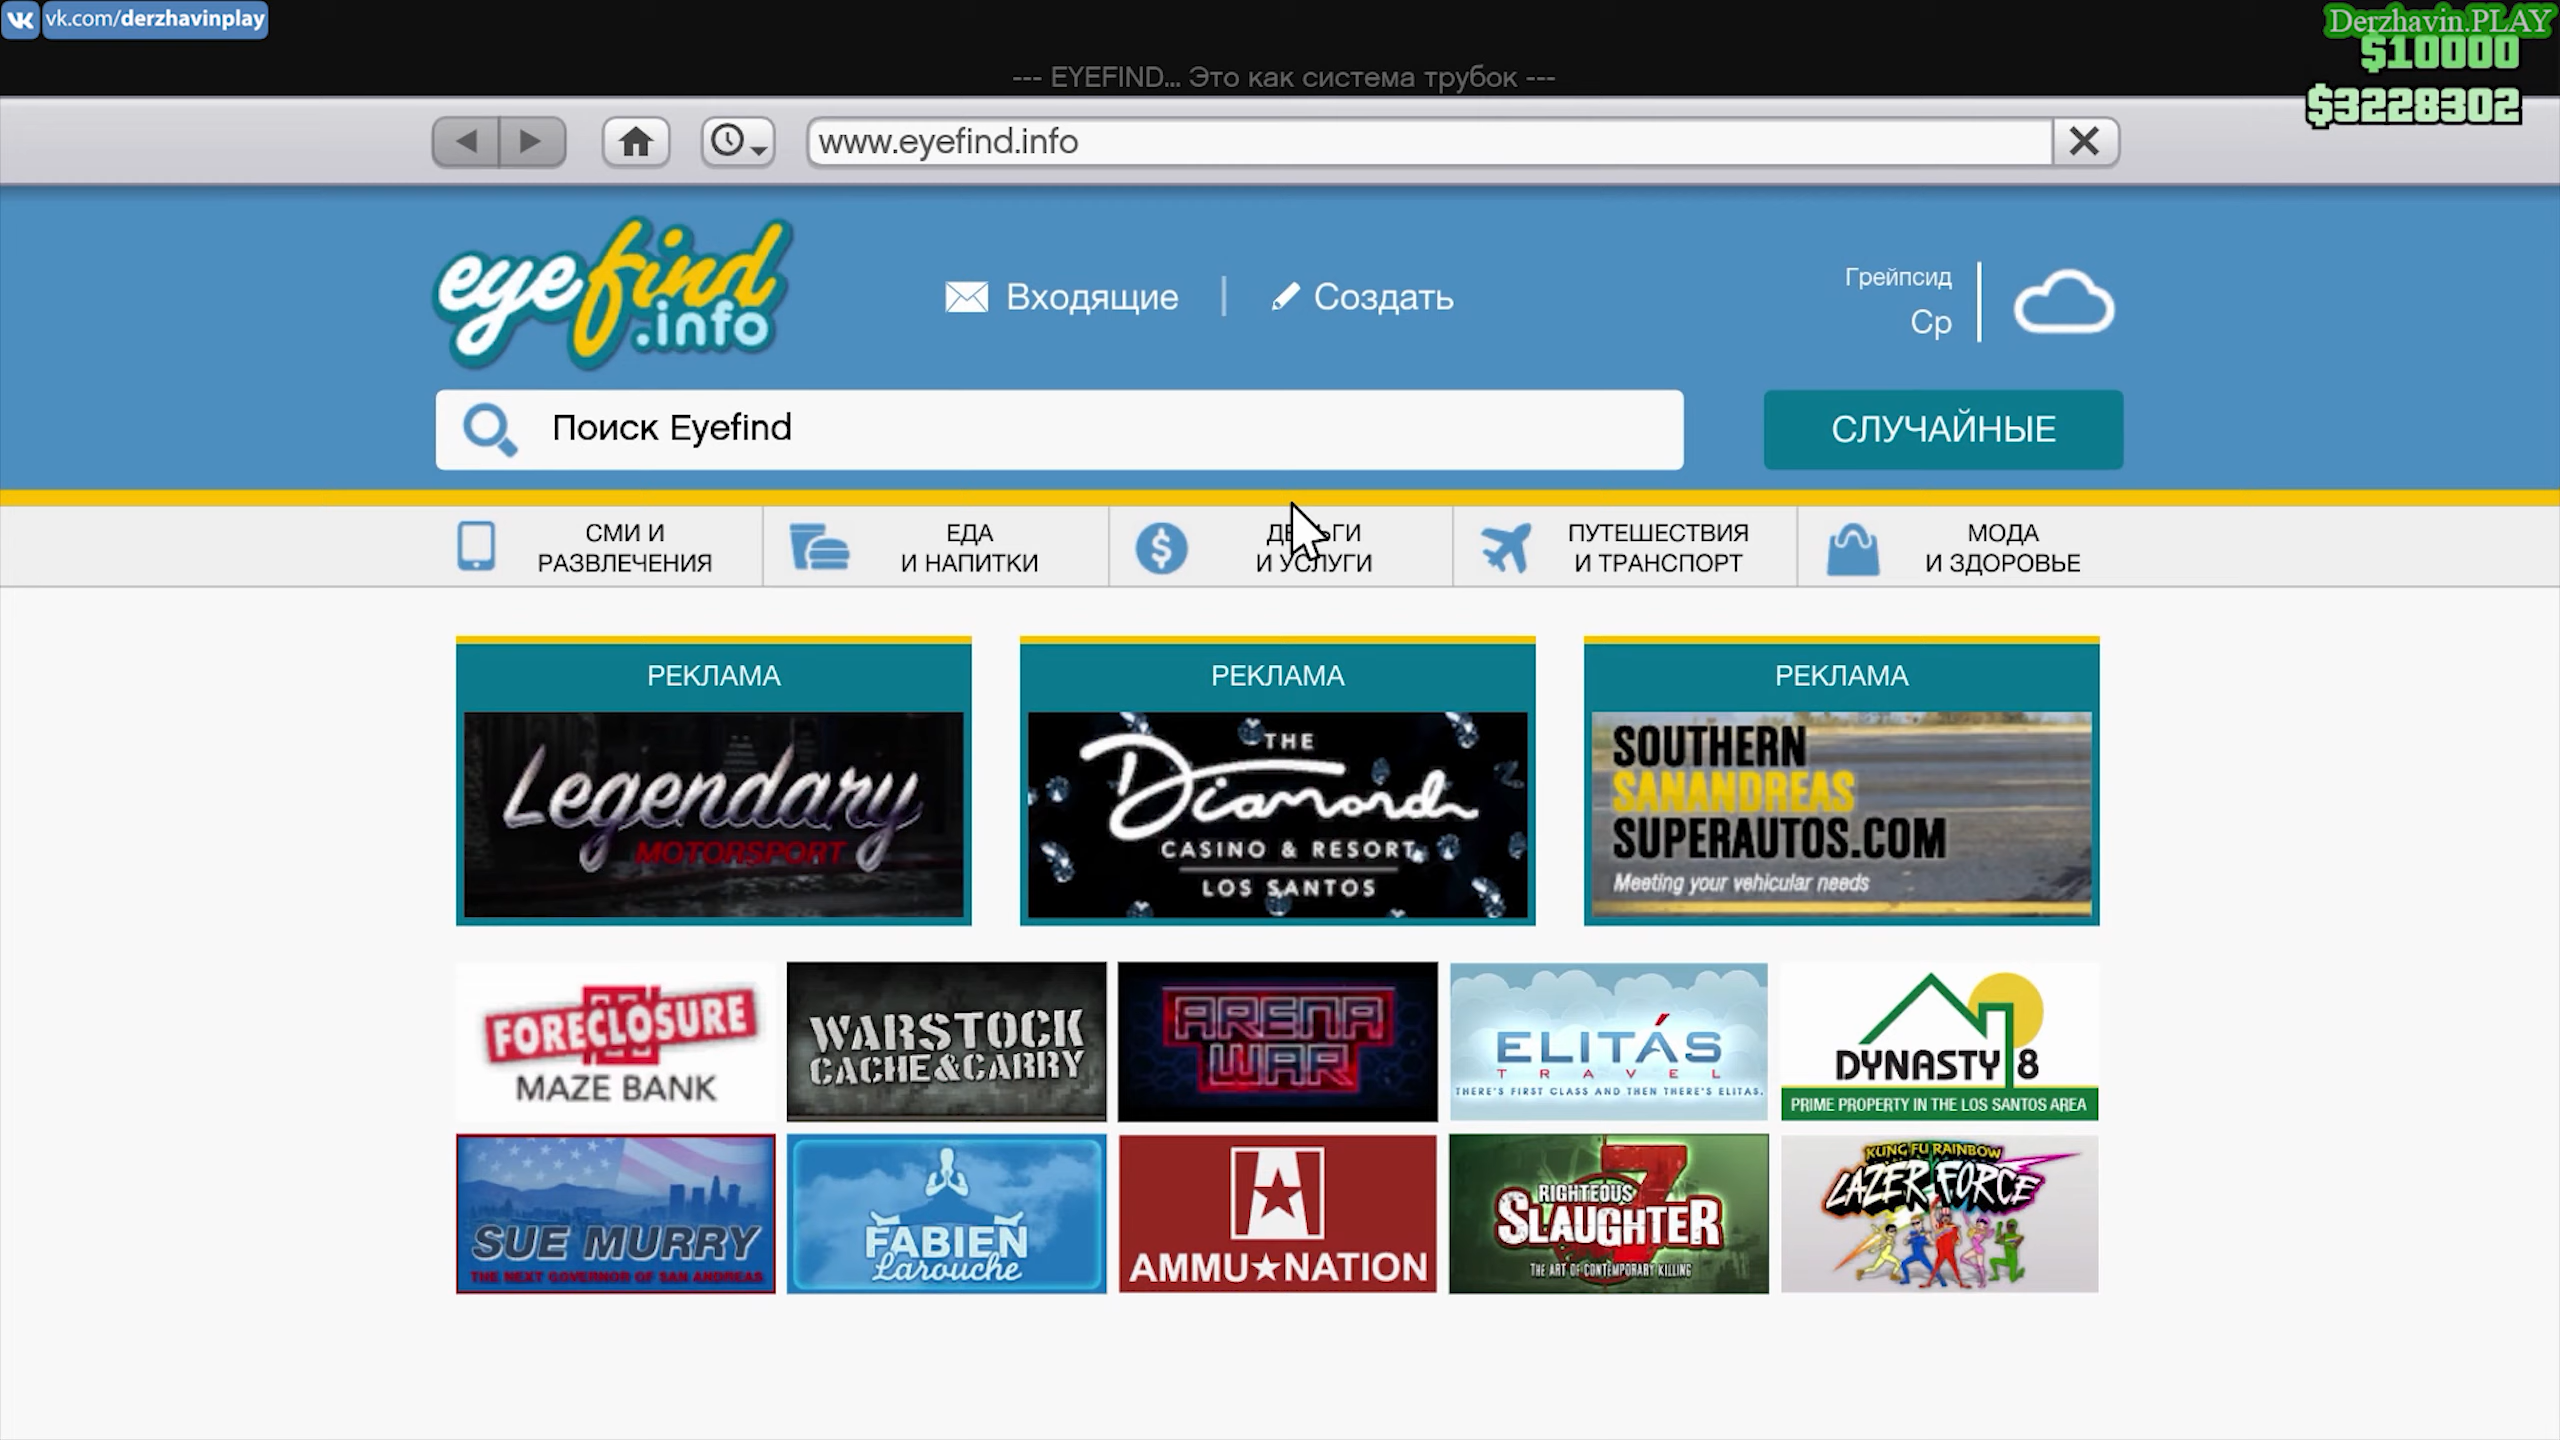 vk.com/derzhavinplay
Derzhavin.PLAY
$10000
--- EYEFIND... Это как система трубок ---
$3228302
www.eyefind.info
eyefind
.info
Входящие
Создать
Грейпсид
Ср
Поиск Eyefind
СЛУЧАЙНЫЕ
СМИ И
РАЗВЛЕЧЕНИЯ
ЕДА
И НАПИТКИ
ДЕНЬГИ
И УСЛУГИ
ПУТЕШЕСТВИЯ
И ТРАНСПОРТ
МОДА
И ЗДОРОВЬЕ
РЕКЛАМА
Legendary
MOTORSPORT
РЕКЛАМА
THE
Diamond
CASINO & RESORT
LOS SANTOS
РЕКЛАМА
SOUTHERN
SANANDREAS
SUPERAUTOS.COM
Meeting your vehicular needs
FORECLOSURE
MAZE BANK
WARSTOCK
CACHE&CARRY
ARENA
WAR
ELITÁS
TRAVEL
THERE'S FIRST CLASS AND THEN THERE'S ELITAS.
DYNASTY 8
PRIME PROPERTY IN THE LOS SANTOS AREA
SUE MURRY
THE NEXT GOVERNOR OF SAN ANDREAS
FABIEN
Larouche
AMMU★NATION
RIGHTEOUS
SLAUGHTER
7
THE ART OF CONTEMPORARY KILLING
KUNG FU RAINBOW
LAZER FORCE